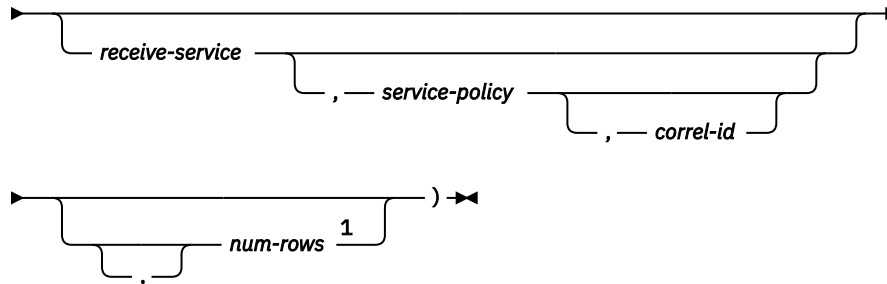 receive-service
, service-policy
, correl-id
)
num-rows 1
,